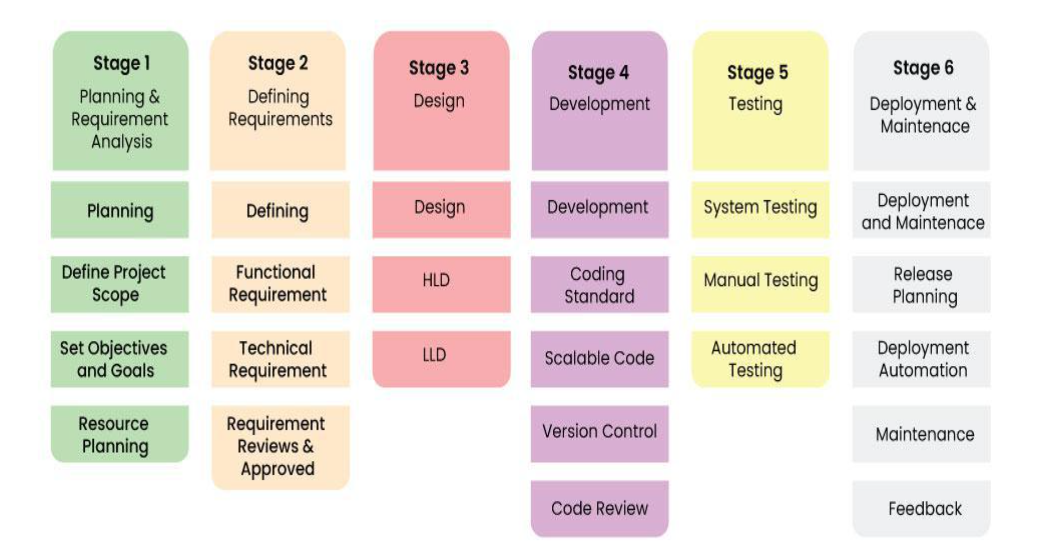 Stage 1
Planning &
Requirement
Analysis
Planning
Define Project
Scope
Set Objectives
and Goals
Resource
Planning
Stage 2
Defining
Requirements
Defining
Functional
Requirement
Technical
Requirement
Requirement
Reviews &
Approved
Stage 3
Design
Design
HLD
LLD
Stage 4
Development
Development
Coding
Standard
Scalable Code
Version Control
Code Review
Stage 5
Testing
System Testing
Manual Testing
Automated
Testing
Stage 6
Deployment &
Maintenace
Deployment
and Maintenace
Release
Planning
Deployment
Automation
Maintenance
Feedback